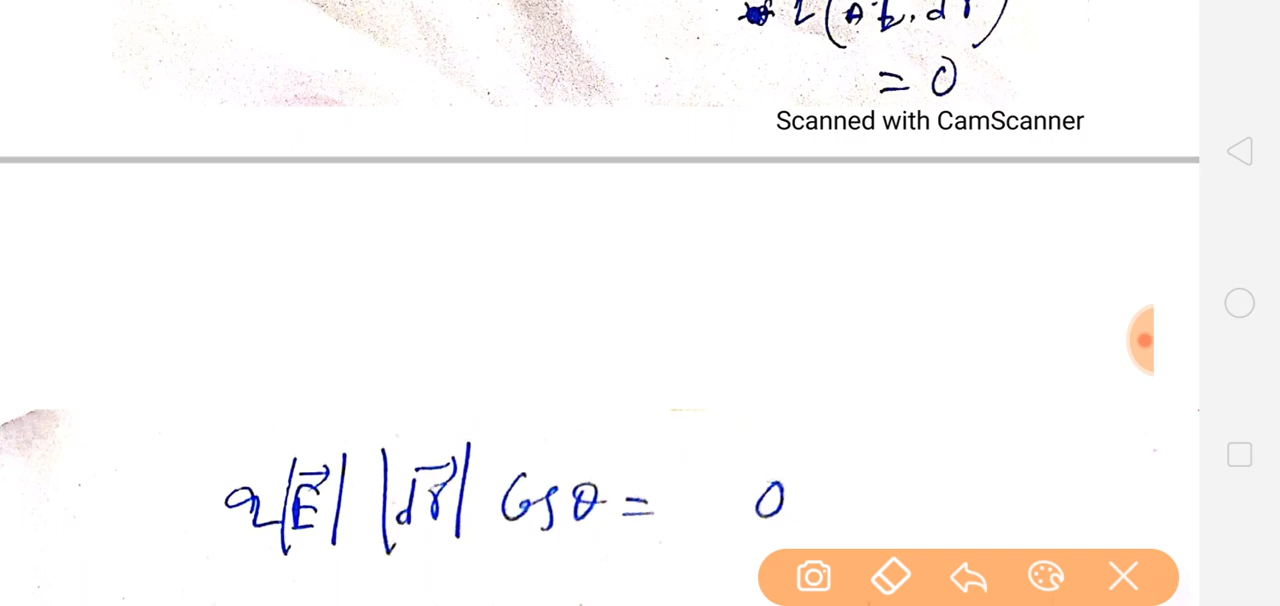 = 0
Scanned with CamScanner
q|E⃗| |dr⃗| Cosθ = 0